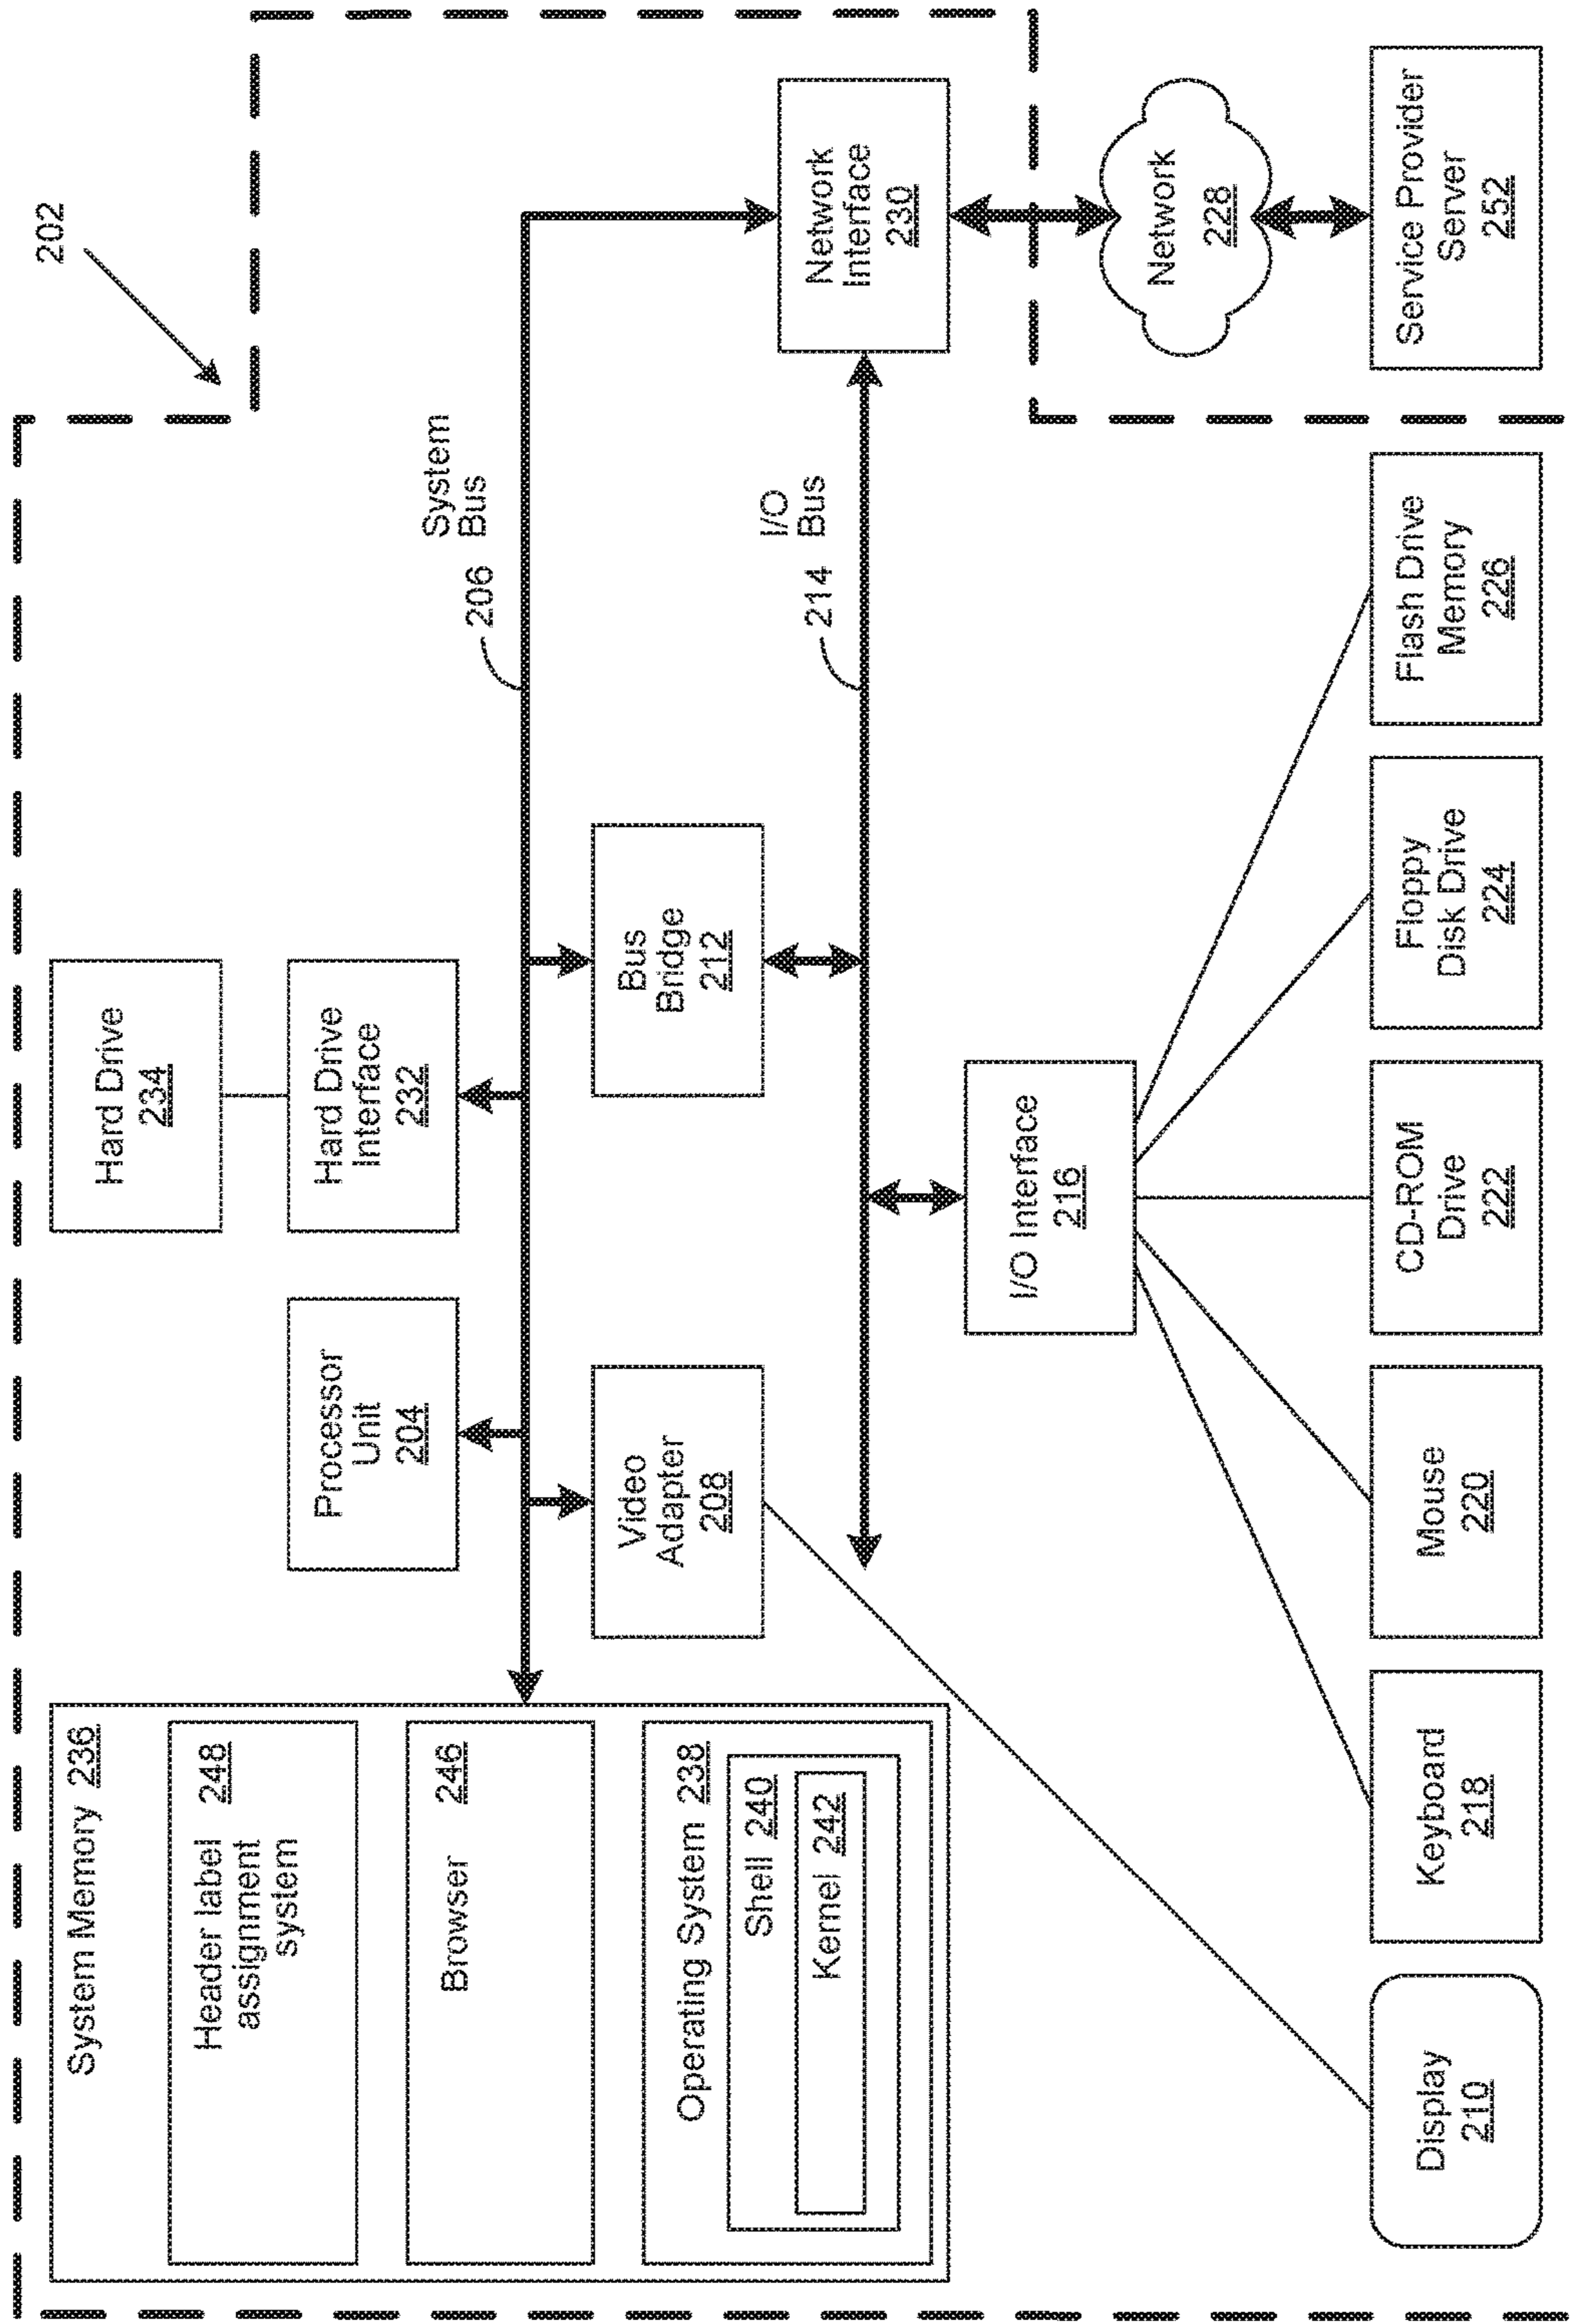 202
System Memory 236
Header label 248
assignment
system
Browser 246
Operating System 238
Shell 240
Kernel 242
Hard Drive
234
Processor
Unit
204
Hard Drive
Interface
232
System
Bus
206
Video
Adapter
208
Bus
Bridge
212
I/O
Bus
214
Network
Interface
230
I/O Interface
216
Network
228
Display
210
Keyboard
218
Mouse
220
CD-ROM
Drive
222
Floppy
Disk Drive
224
Flash Drive
Memory
226
Service Provider
Server
252